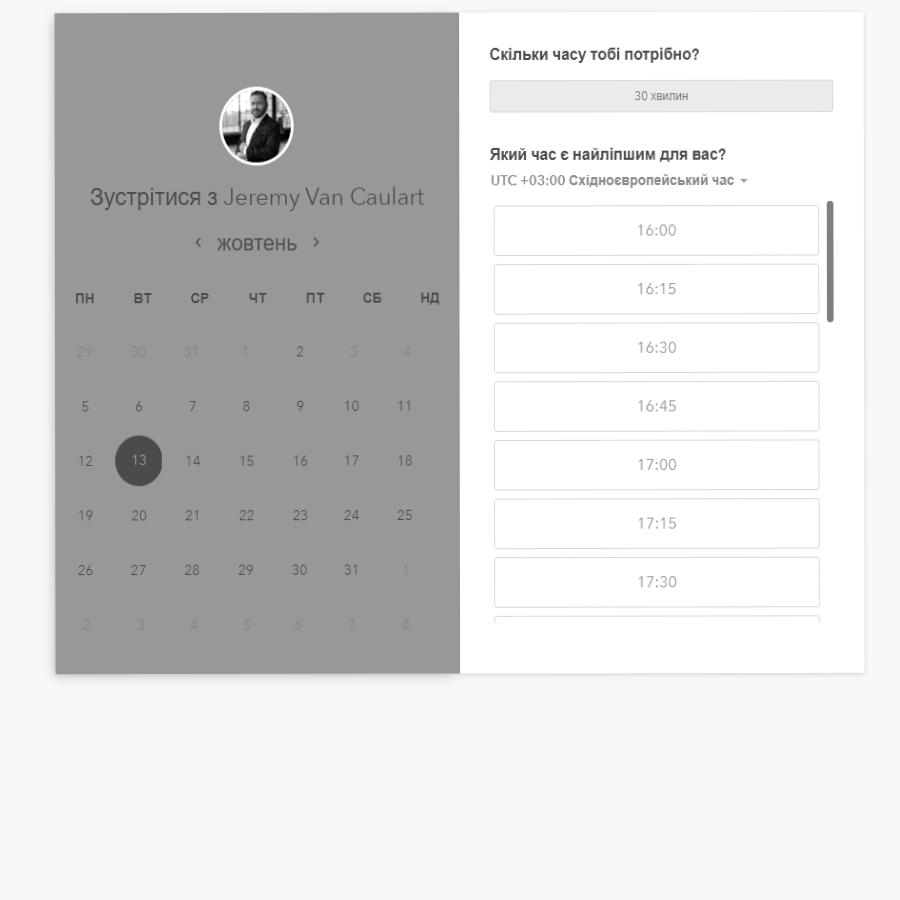 Зустрітися з Jeremy Van Caulart
жовтень
ПН ВТ СР ЧТ ПТ СБ НД
29 30 31 1 2 3 4
5 6 7 8 9 10 11
12 13 14 15 16 17 18
19 20 21 22 23 24 25
26 27 28 29 30 31 1
2 3 4 5 6 7 8
Скільки часу тобі потрібно?
30 хвилин
Який час є найліпшим для вас?
UTC +03:00 Східноєвропейський час
16:00
16:15
16:30
16:45
17:00
17:15
17:30